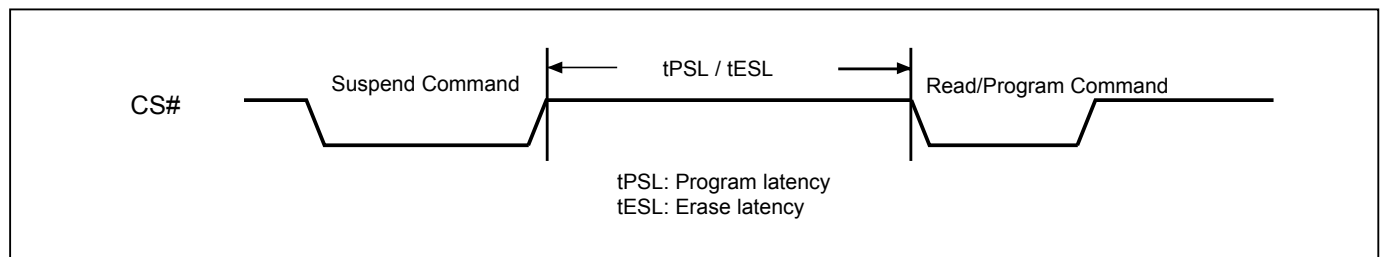 tPSL / tESL
Suspend Command
Read/Program Command
CS#
tPSL: Program latency
tESL: Erase latency